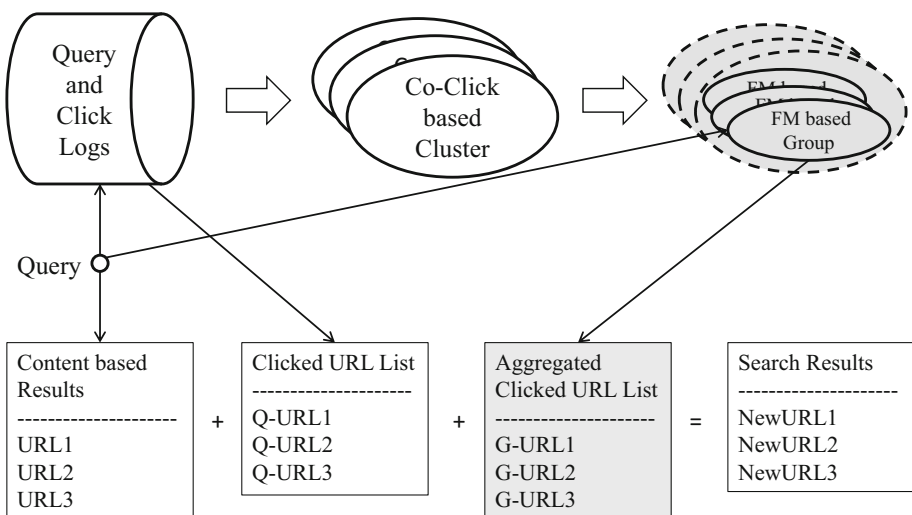 Query
and
Click
Logs
Co-Click
based
Cluster
FM based
Group
Query
Content based
Results
----------------------
URL1
URL2
URL3
+
Clicked URL List
----------------------
Q-URL1
Q-URL2
Q-URL3
+
Aggregated
Clicked URL List
----------------------
G-URL1
G-URL2
G-URL3
=
Search Results
----------------------
NewURL1
NewURL2
NewURL3